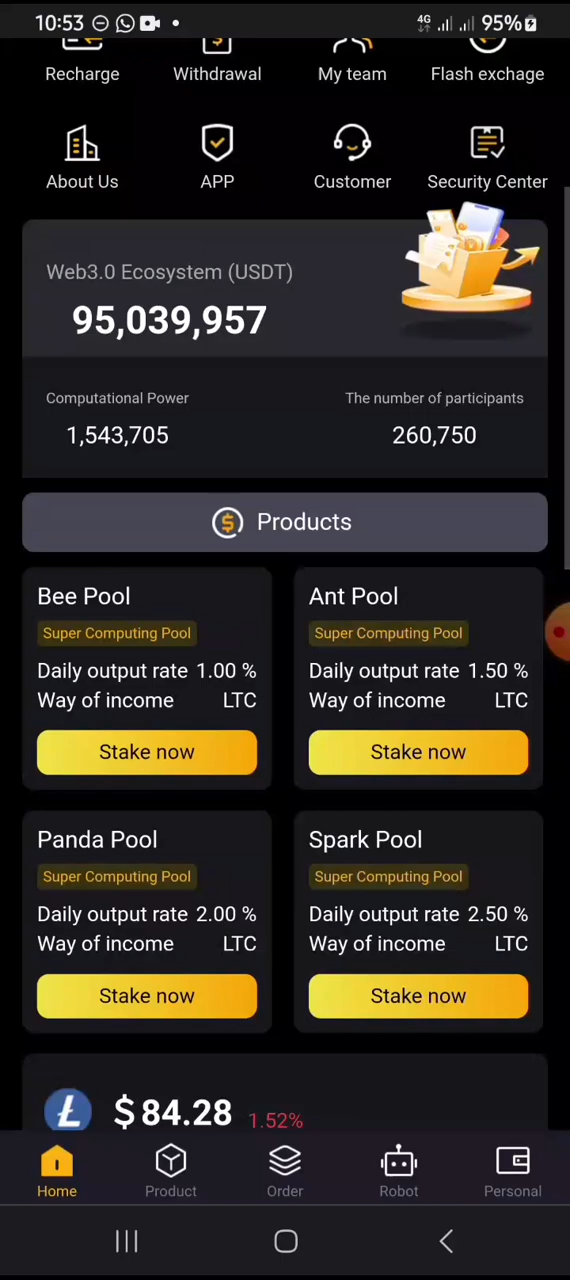 10:53
4G
95%
Recharge Withdrawal My team Flash exchage
About Us APP Customer Security Center
Web3.0 Ecosystem (USDT)
95,039,957
Computational Power The number of participants
1,543,705 260,750
Products
Bee Pool
Super Computing Pool
Daily output rate 1.00 %
Way of income LTC
Stake now
Ant Pool
Super Computing Pool
Daily output rate 1.50 %
Way of income LTC
Stake now
Panda Pool
Super Computing Pool
Daily output rate 2.00 %
Way of income LTC
Stake now
Spark Pool
Super Computing Pool
Daily output rate 2.50 %
Way of income LTC
Stake now
$84.28 1.52%
Home Product Order Robot Personal